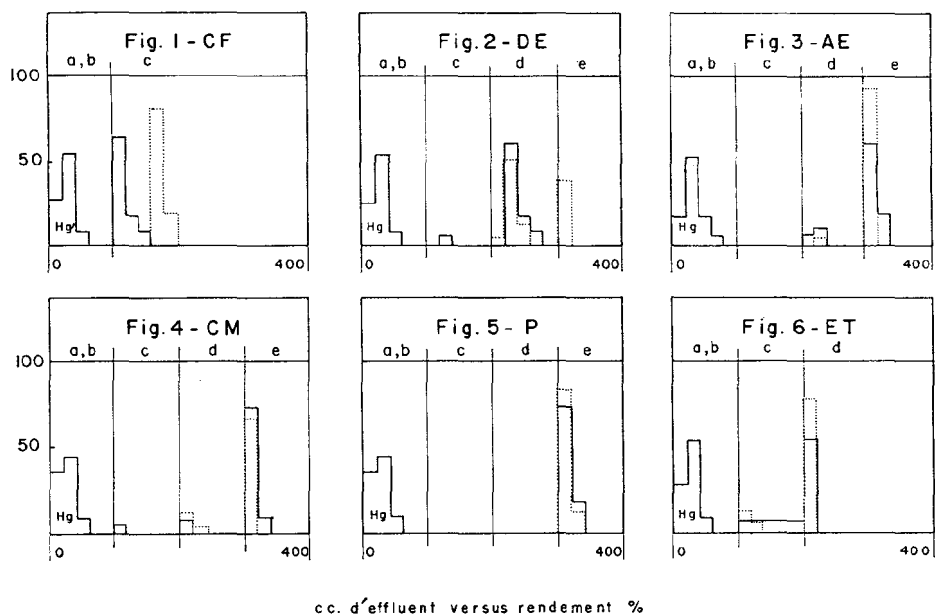 Fig. 1 - CF
a,b c
100
50
Hg
0 400
Fig. 2 - DE
a,b c d e
Hg
0 400
Fig. 3 - AE
a,b c d e
Hg
0 400
Fig. 4 - CM
a,b c d e
100
50
Hg
0 400
Fig. 5 - P
a,b c d e
Hg
0 400
Fig. 6 - ET
a,b c d
Hg
0 400
cc. d'effluent versus rendement %